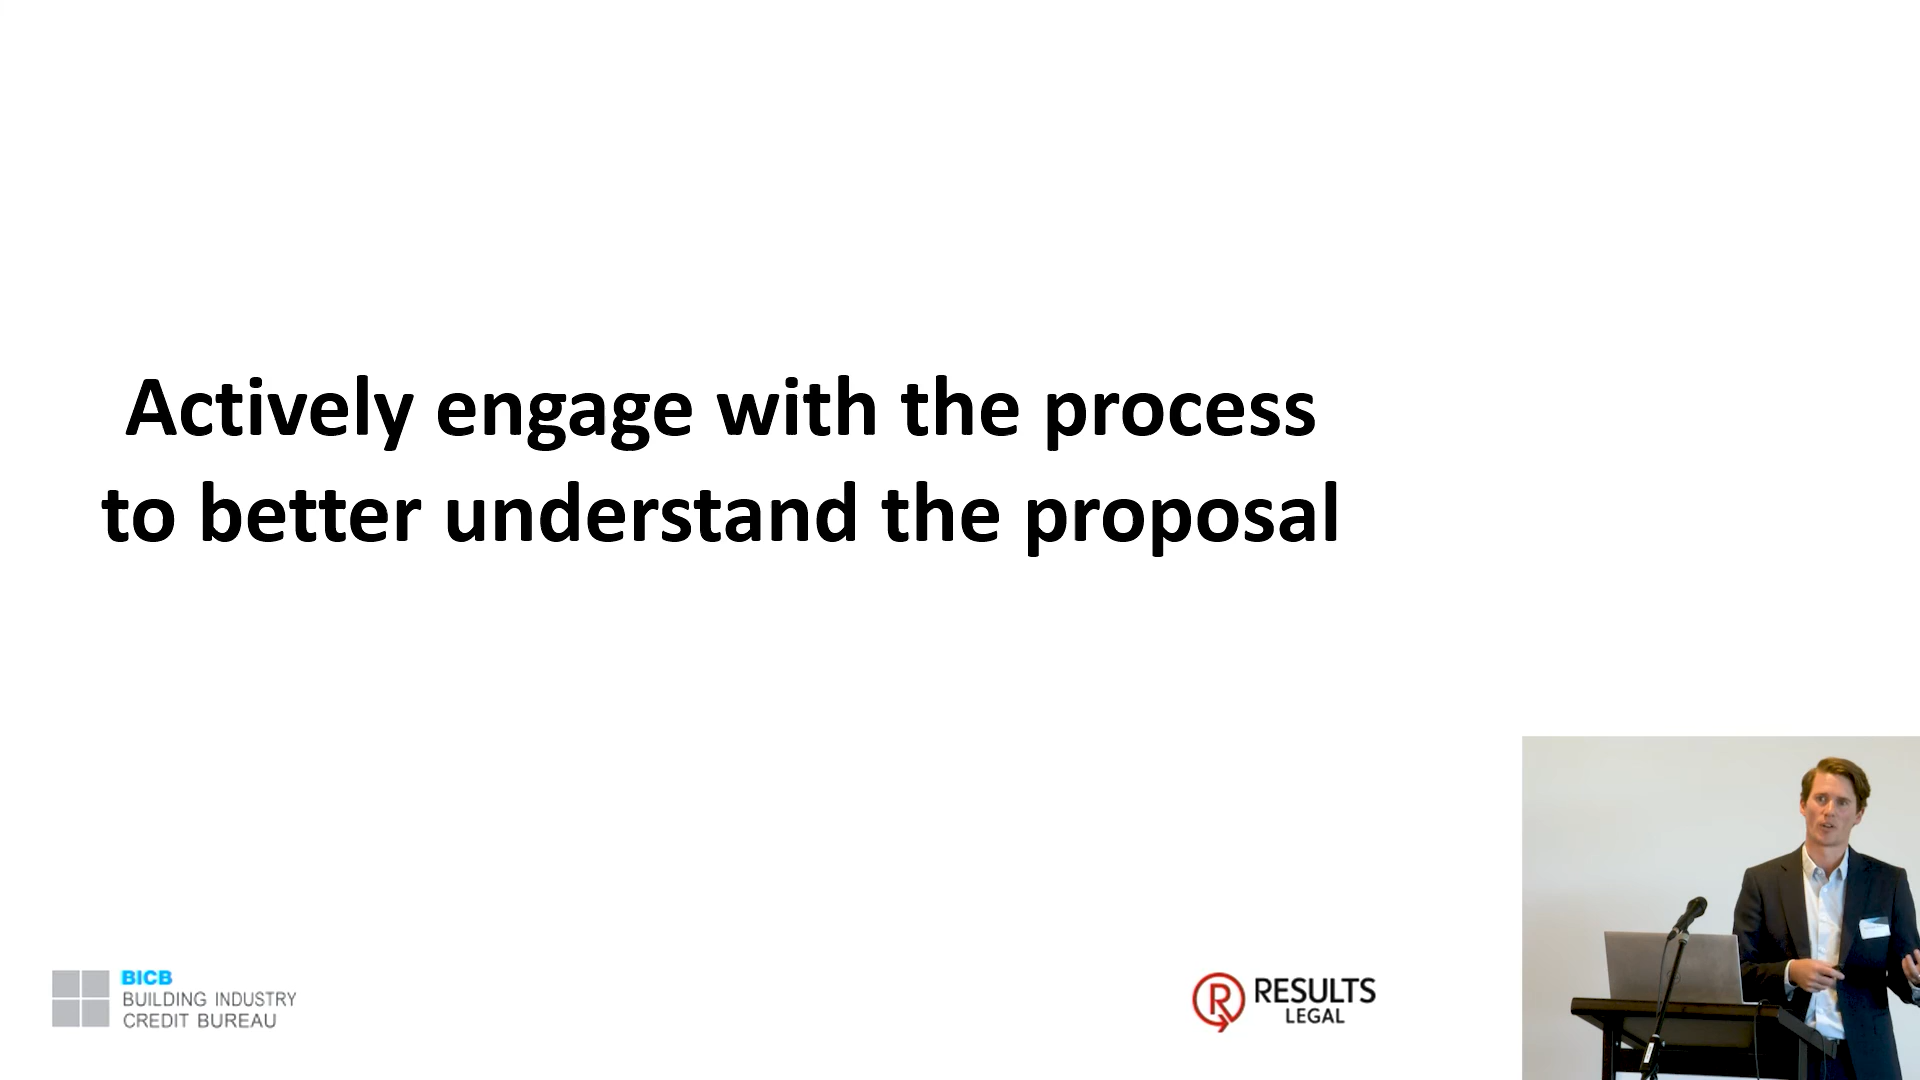 Actively engage with the process
to better understand the proposal
BICB
BUILDING INDUSTRY
CREDIT BUREAU
R
RESULTS
LEGAL